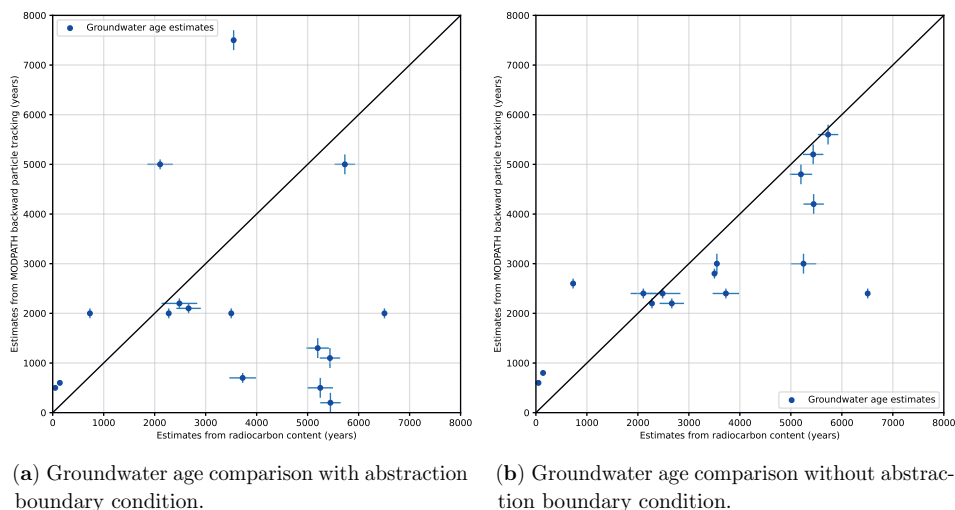 8000
7000
6000
5000
4000
3000
2000
1000
0
Estimates from MODPATH backward particle tracking (years)
Groundwater age estimates
0 1000 2000 3000 4000 5000 6000 7000 8000
Estimates from radiocarbon content (years)
(a) Groundwater age comparison with abstraction
boundary condition.
8000
7000
6000
5000
4000
3000
2000
1000
0
Estimates from MODPATH backward particle tracking (years)
Groundwater age estimates
0 1000 2000 3000 4000 5000 6000 7000 8000
Estimates from radiocarbon content (years)
(b) Groundwater age comparison without abstrac-
tion boundary condition.